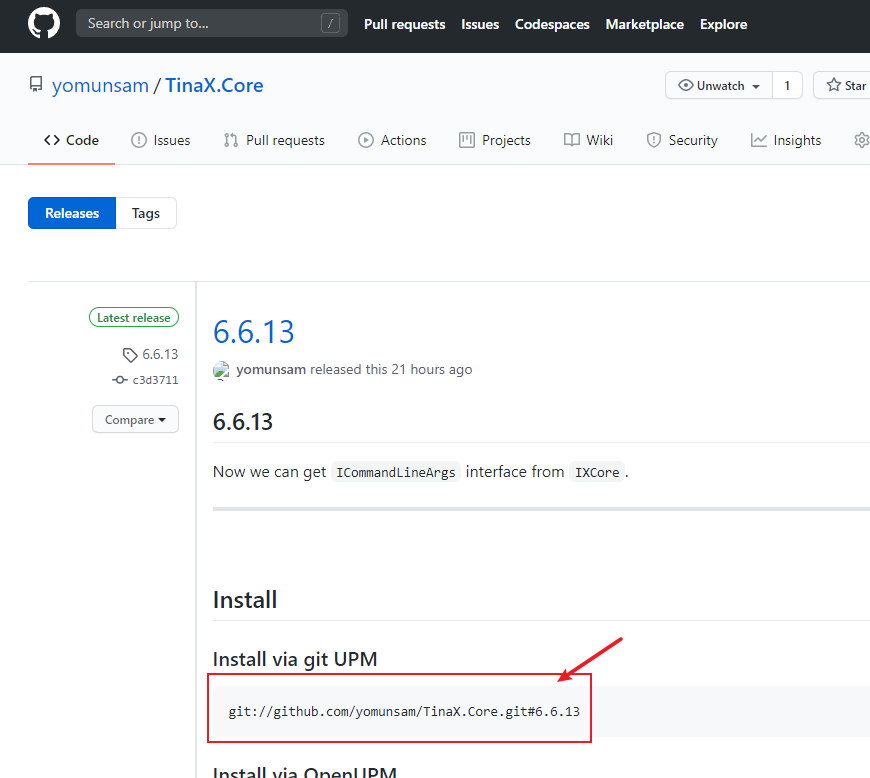 Search or jump to... /
Pull requests Issues Codespaces Marketplace Explore
yomunsam / TinaX.Core
Unwatch 1 Star
Code Issues Pull requests Actions Projects Wiki Security Insights
Releases Tags
Latest release
6.6.13
c3d3711
Compare
6.6.13
yomunsam released this 21 hours ago
6.6.13
Now we can get ICommandLineArgs interface from IXCore .
Install
Install via git UPM
git://github.com/yomunsam/TinaX.Core.git#6.6.13
Install via OpenUPM